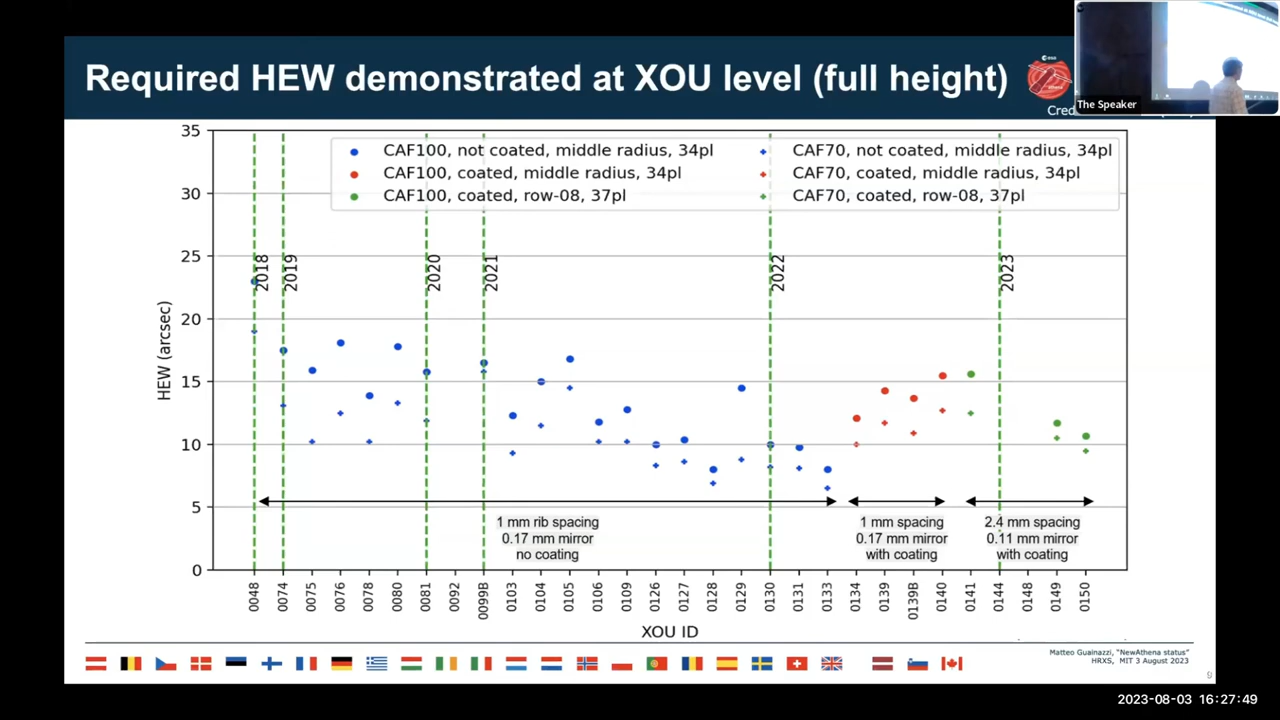 Required HEW demonstrated at XOU level (full height)
esa
The Speaker
35
30
25
20
15
10
5
0
HEW (arcsec)
CAF100, not coated, middle radius, 34pl
CAF100, coated, middle radius, 34pl
CAF100, coated, row-08, 37pl
CAF70, not coated, middle radius, 34pl
CAF70, coated, middle radius, 34pl
CAF70, coated, row-08, 37pl
2018
2019
2020
2021
2022
2023
1 mm rib spacing
0.17 mm mirror
no coating
1 mm spacing
0.17 mm mirror
with coating
2.4 mm spacing
0.11 mm mirror
with coating
0048
0074
0075
0076
0078
0080
0081
0092
0099B
0103
0104
0105
0106
0109
0126
0127
0128
0129
0130
0131
0133
0134
0139
0139B
0140
0141
0144
0148
0149
0150
XOU ID
Matteo Guainazzi, "NewAthena status"
HRXS, MIT 3 August 2023
9
2023-08-03 16:27:49